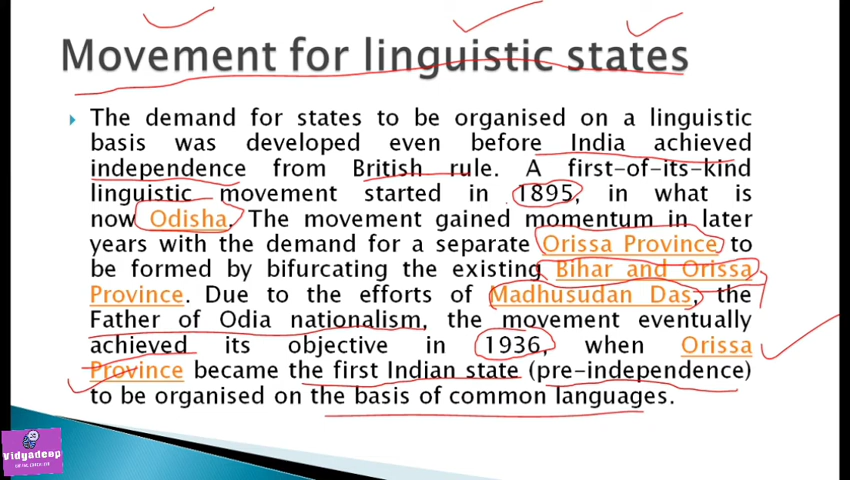 Movement for linguistic states
The demand for states to be organised on a linguistic
basis was developed even before India achieved
independence from British rule. A first-of-its-kind
linguistic movement started in 1895, in what is
now Odisha. The movement gained momentum in later
years with the demand for a separate Orissa Province to
be formed by bifurcating the existing Bihar and Orissa
Province. Due to the efforts of Madhusudan Das, the
Father of Odia nationalism, the movement eventually
achieved its objective in 1936, when Orissa
Province became the first Indian state (pre-independence)
to be organised on the basis of common languages.
Vidyadeep